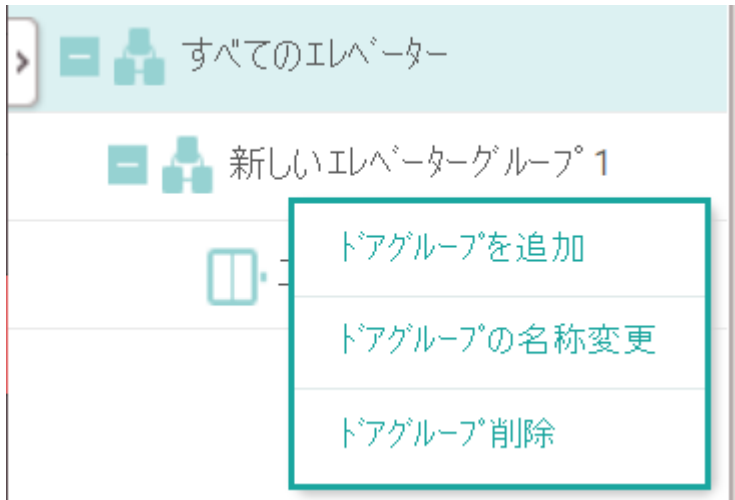 すべてのエレベーター
新しいエレベーターグループ 1
ドアグループを追加
ドアグループの名称変更
ドアグループ削除